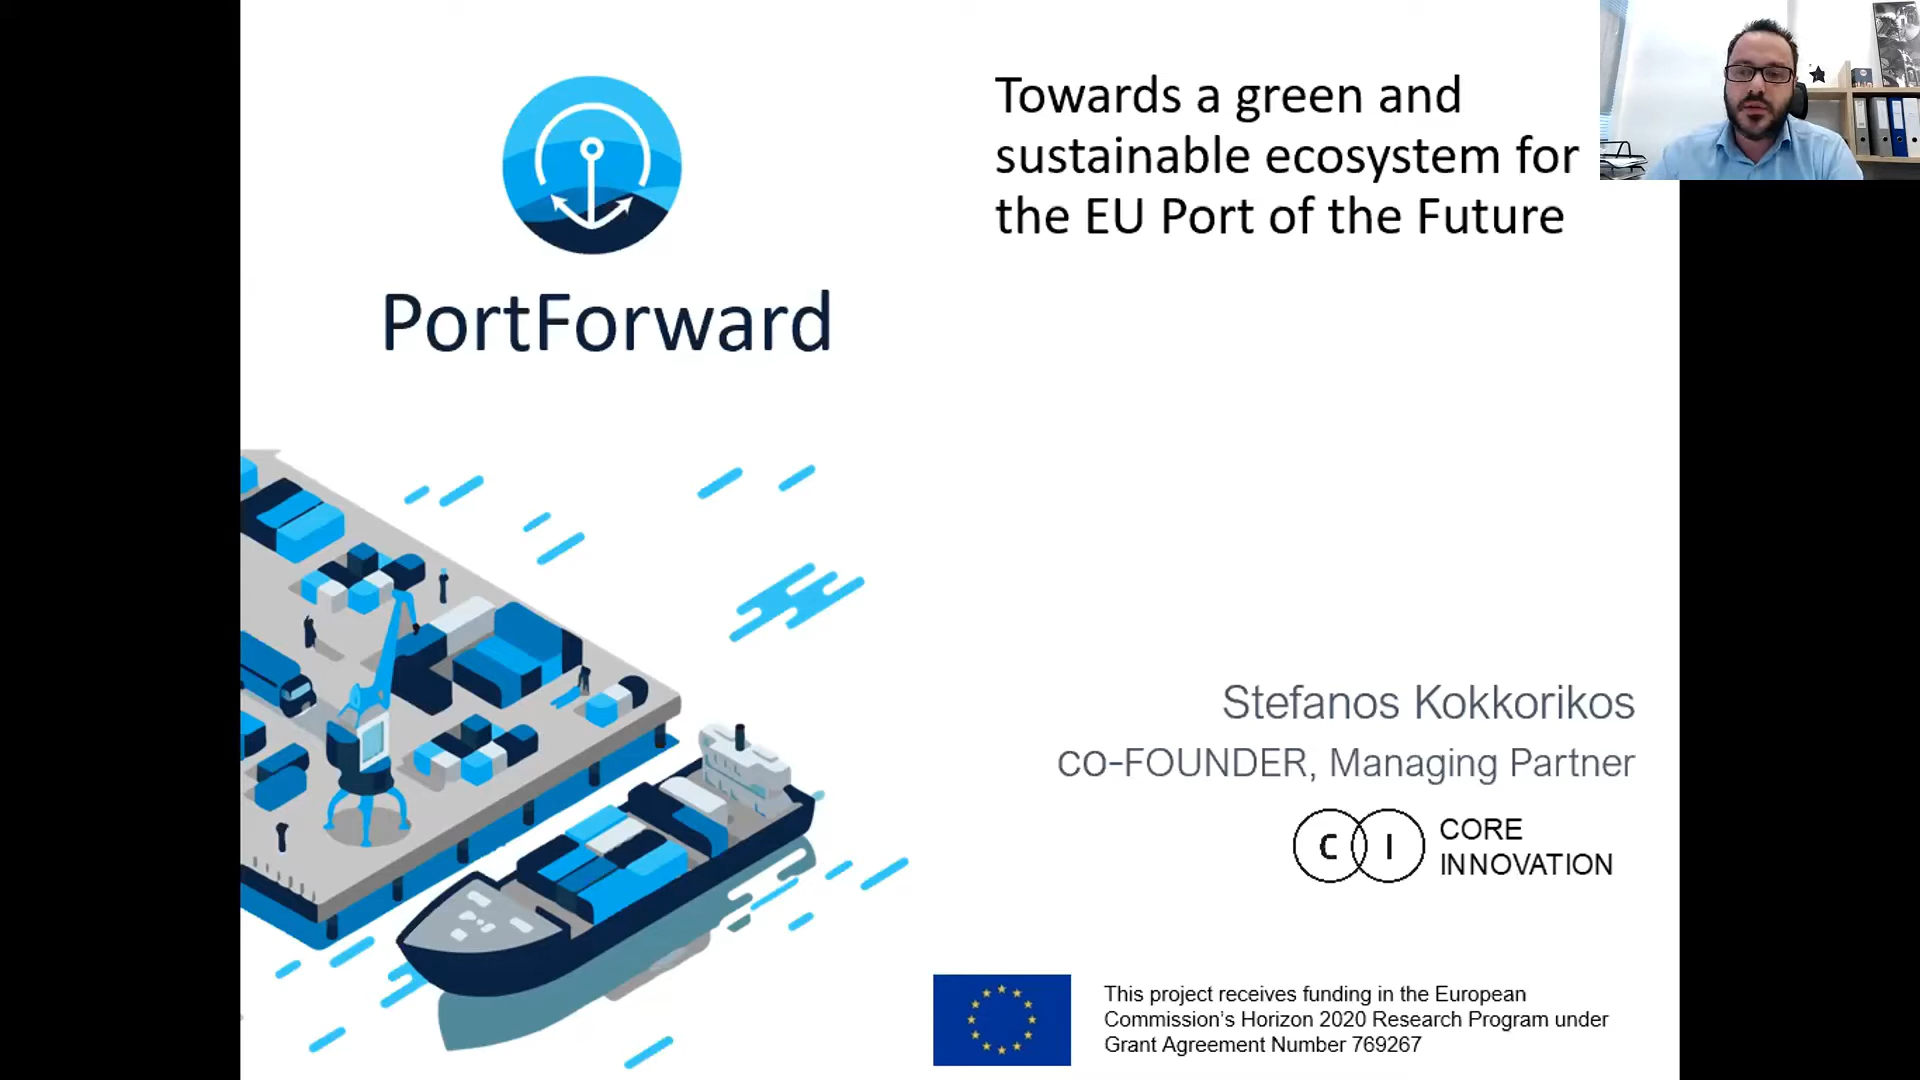 PortForward
Towards a green and
sustainable ecosystem for
the EU Port of the Future
Stefanos Kokkorikos
co-FOUNDER, Managing Partner
C I
CORE
INNOVATION
This project receives funding in the European
Commission's Horizon 2020 Research Program under
Grant Agreement Number 769267